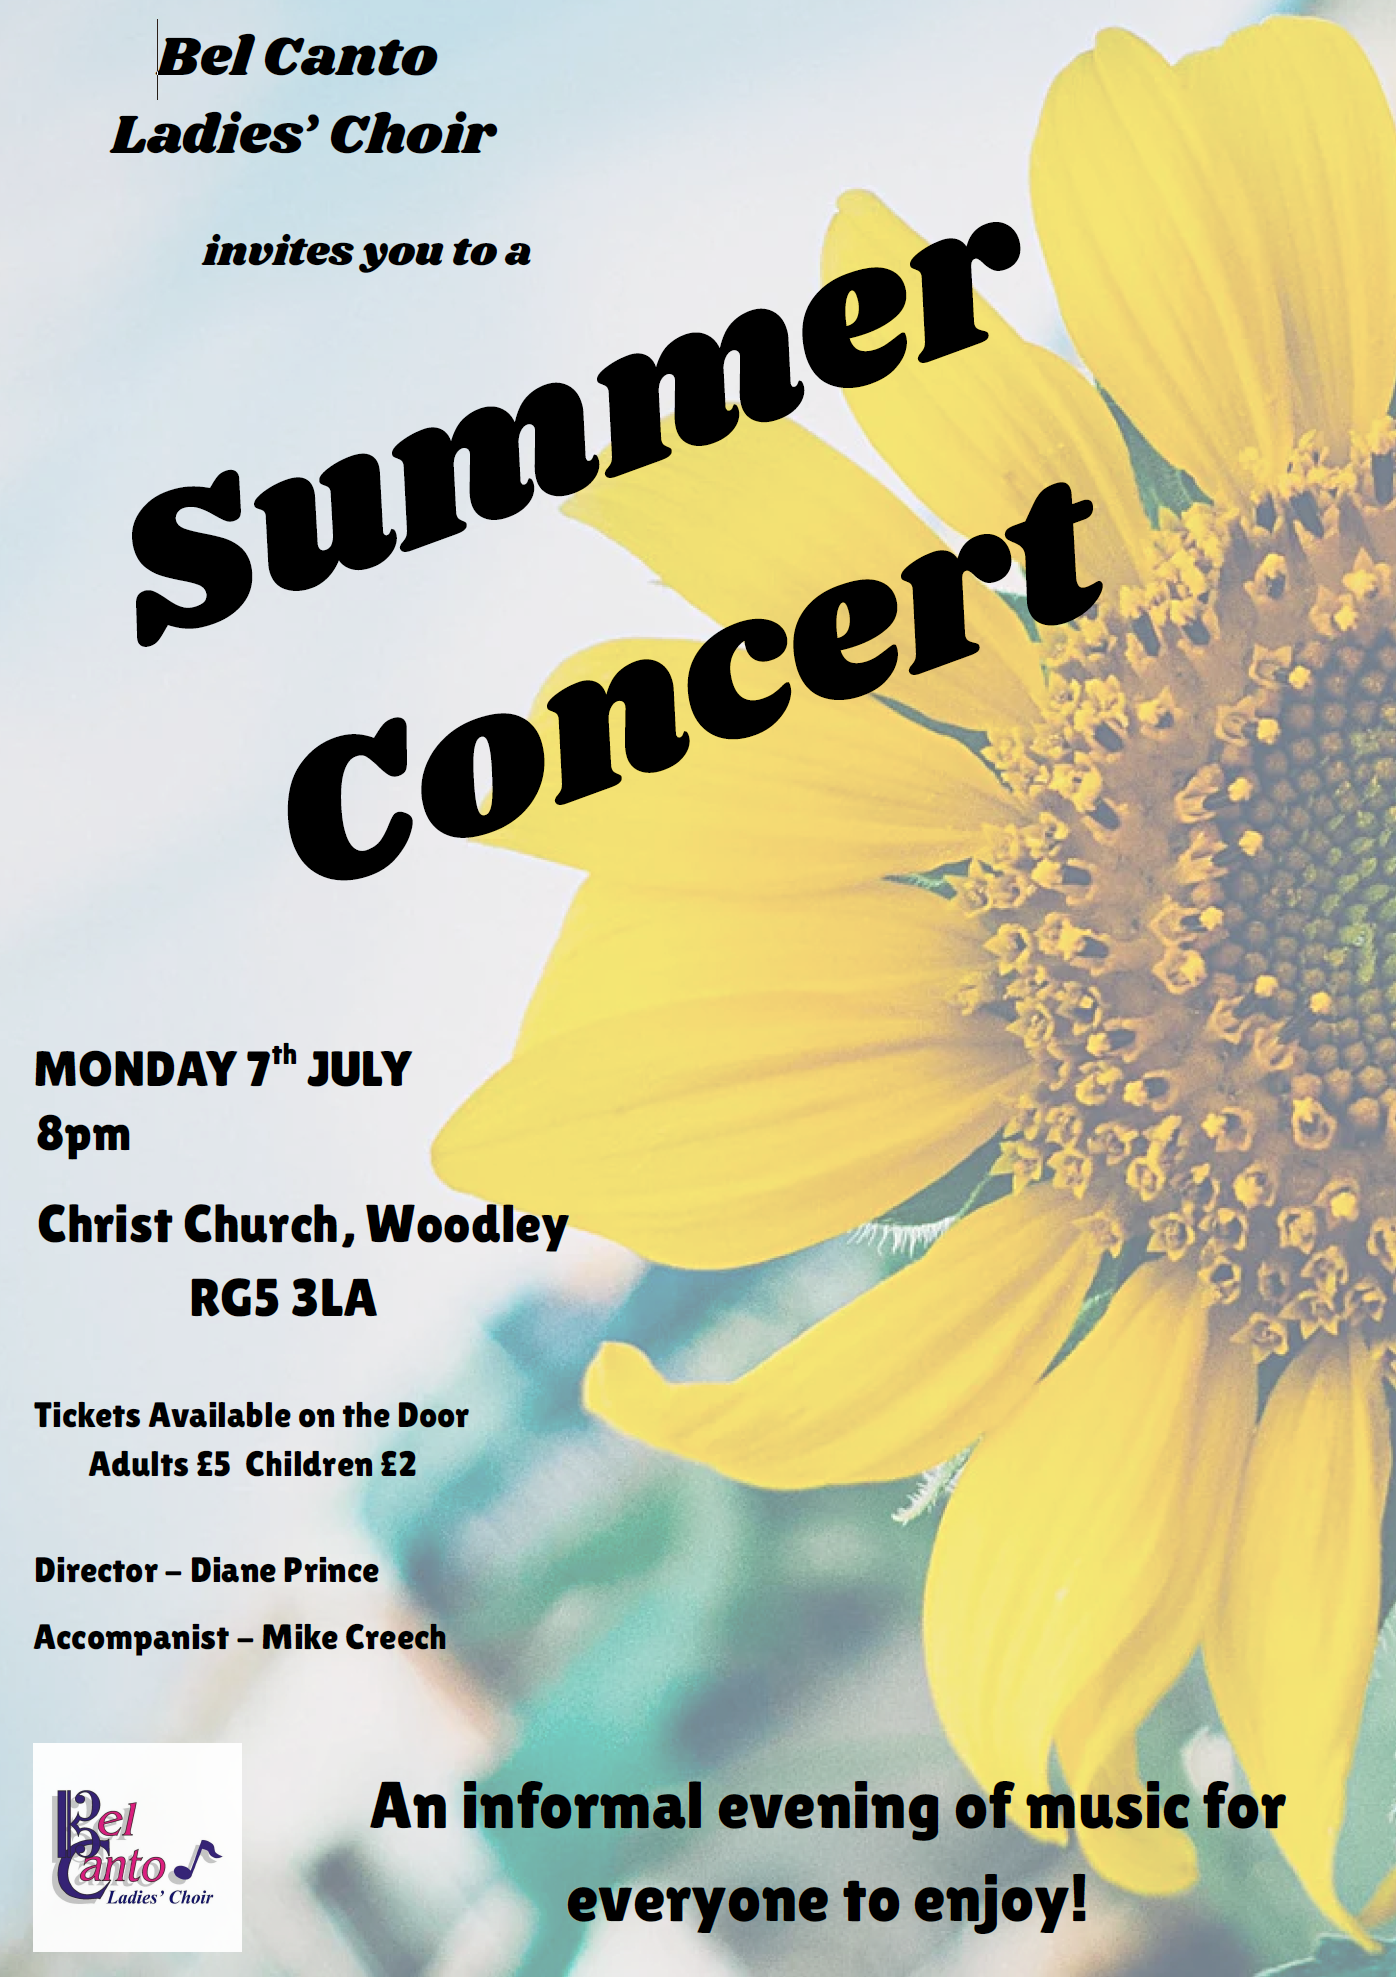 Bel Canto
Ladies’ Choir
invites you to a
Summer
Concert
MONDAY 7th JULY
8pm
Christ Church, Woodley
RG5 3LA
Tickets Available on the Door
Adults £5  Children £2
Director – Diane Prince
Accompanist – Mike Creech
Bel
Canto
Ladies’ Choir
An informal evening of music for
everyone to enjoy!